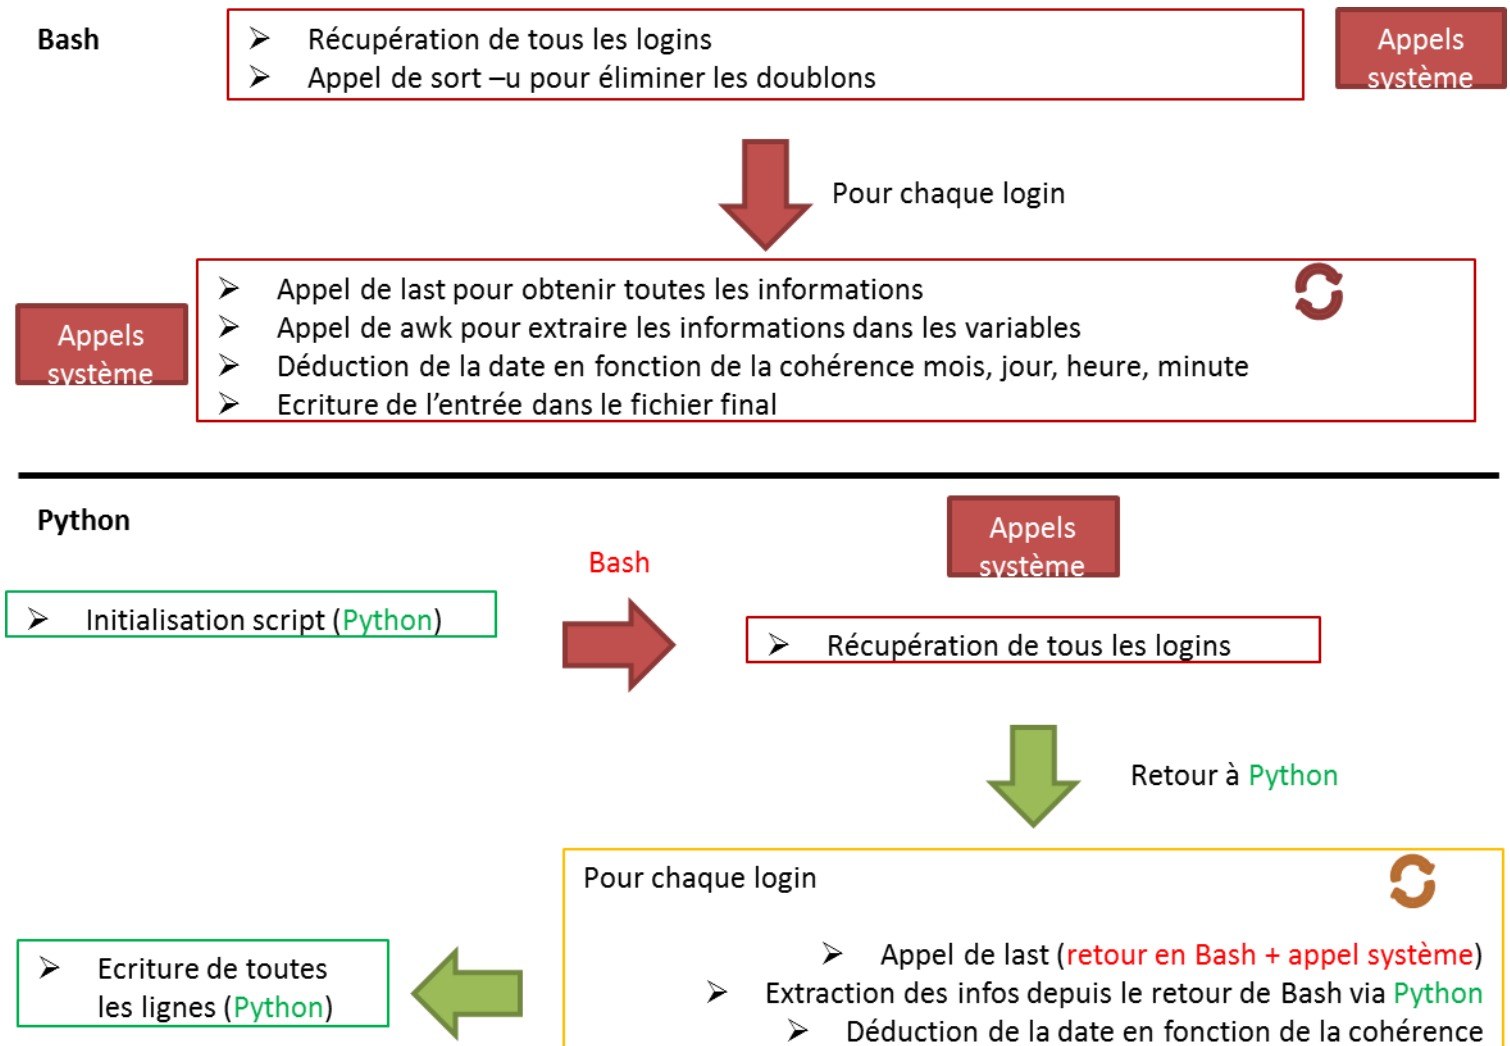 Bash
➢ Récupération de tous les logins
➢ Appel de sort –u pour éliminer les doublons
Appels
système
Pour chaque login
Appels
système
➢ Appel de last pour obtenir toutes les informations
➢ Appel de awk pour extraire les informations dans les variables
➢ Déduction de la date en fonction de la cohérence mois, jour, heure, minute
➢ Ecriture de l’entrée dans le fichier final
Python
Appels
système
Bash
➢ Initialisation script (Python)
➢ Récupération de tous les logins
Retour à Python
Pour chaque login
➢ Appel de last (retour en Bash + appel système)
➢ Extraction des infos depuis le retour de Bash via Python
➢ Déduction de la date en fonction de la cohérence
➢ Ecriture de toutes
les lignes (Python)